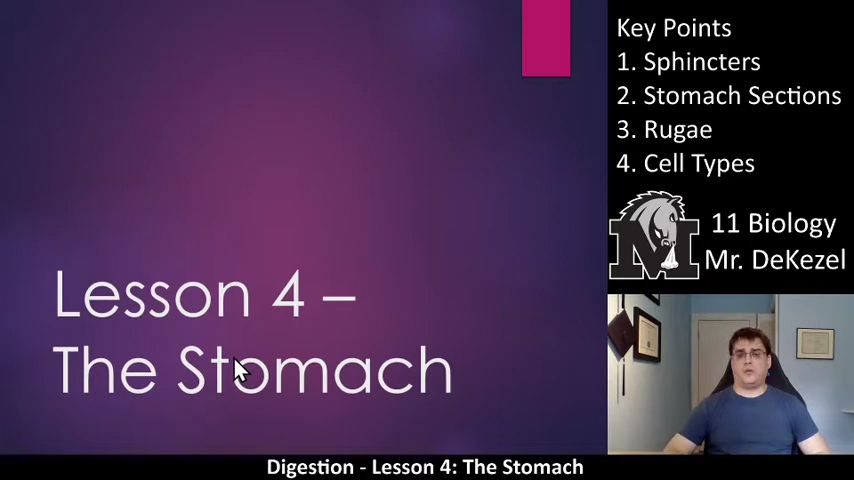 Lesson 4 –
The Stomach
Key Points
1. Sphincters
2. Stomach Sections
3. Rugae
4. Cell Types
M
11 Biology
Mr. DeKezel
Digestion - Lesson 4: The Stomach